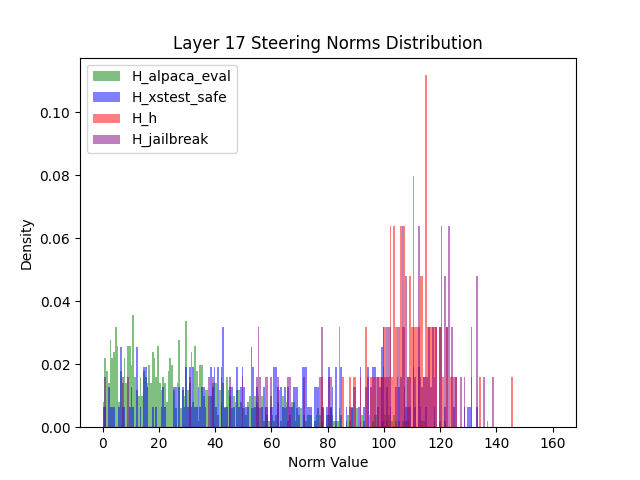 Layer 17 Steering Norms Distribution
H_alpaca_eval
H_xstest_safe
H_h
H_jailbreak
Density
0.10
0.08
0.06
0.04
0.02
0.00
0 20 40 60 80 100 120 140 160
Norm Value